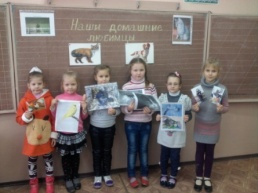 Наши домашние
любимцы